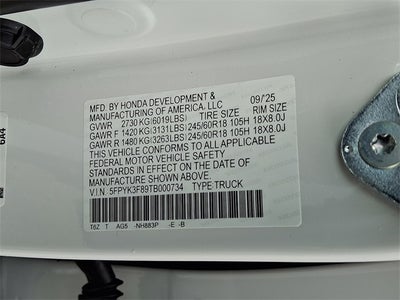 MFD. BY HONDA DEVELOPMENT &
MANUFACTURING OF AMERICA, LLC 09/'25
GVWR 2730 KG (6019LBS) TIRE SIZE RIM SIZE
GAWR F 1420 KG (3131LBS) 245/60R18 105H 18X8.0J
GAWR R 1480 KG (3263LBS) 245/60R18 105H 18X8.0J
THIS VEHICLE CONFORMS TO ALL APPLICABLE
FEDERAL MOTOR VEHICLE SAFETY
STANDARDS IN EFFECT ON THE DATE OF
MANUFACTURE SHOWN ABOVE.
V.I.N. 5FPYK3F89TB000734 TYPE:TRUCK
T6Z T AG5 -NH883P -E -B
6A4